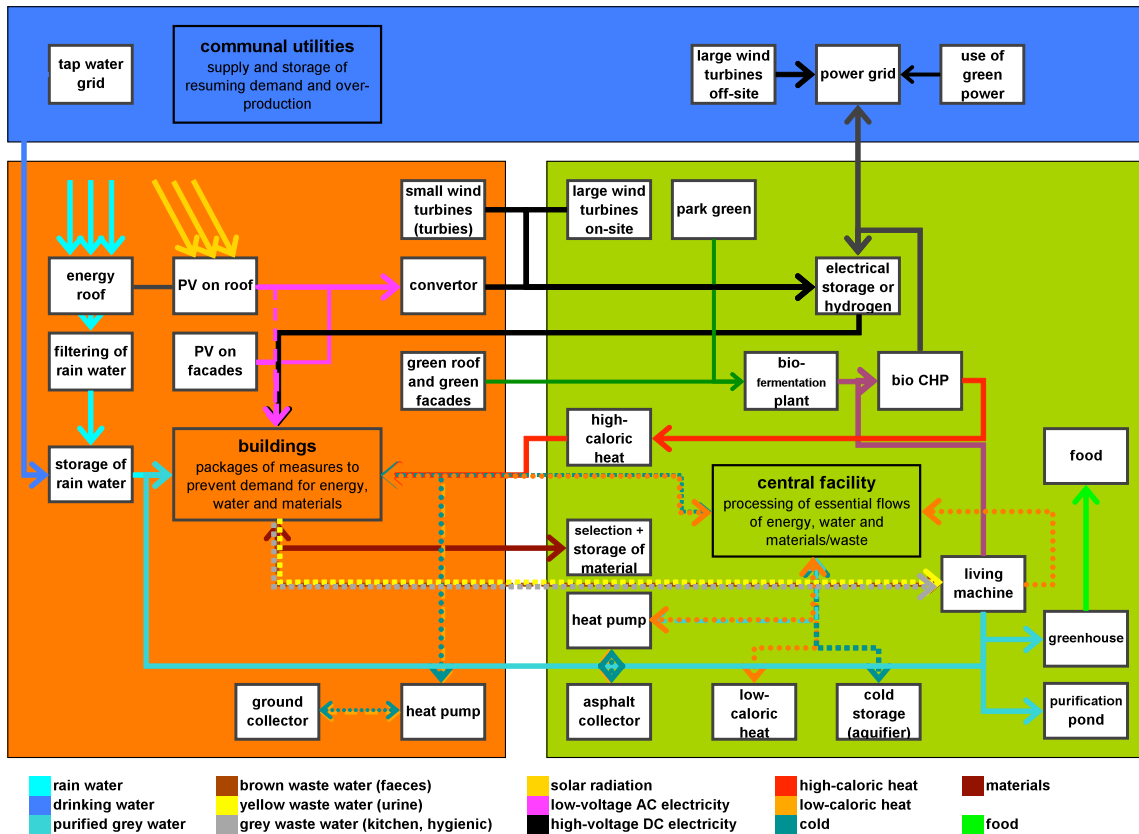 tap water
grid
communal utilities
supply and storage of
resuming demand and over-
production
large wind
turbines
off-site
power grid
use of
green
power
small wind
turbines
(turbies)
large wind
turbines
on-site
park green
energy
roof
PV on roof
convertor
electrical
storage or
hydrogen
filtering of
rain water
PV on
facades
green roof
and green
facades
bio-
fermentation
plant
bio CHP
high-
caloric
heat
storage of
rain water
buildings
packages of measures to
prevent demand for energy,
water and materials
central facility
processing of essential flows
of energy, water and
materials/waste
food
selection +
storage of
material
living
machine
heat pump
greenhouse
ground
collector
heat pump
asphalt
collector
low-
caloric
heat
cold
storage
(aquifier)
purification
pond
rain water
drinking water
purified grey water
brown waste water (faeces)
yellow waste water (urine)
grey waste water (kitchen, hygienic)
solar radiation
low-voltage AC electricity
high-voltage DC electricity
high-caloric heat
low-caloric heat
cold
materials
food